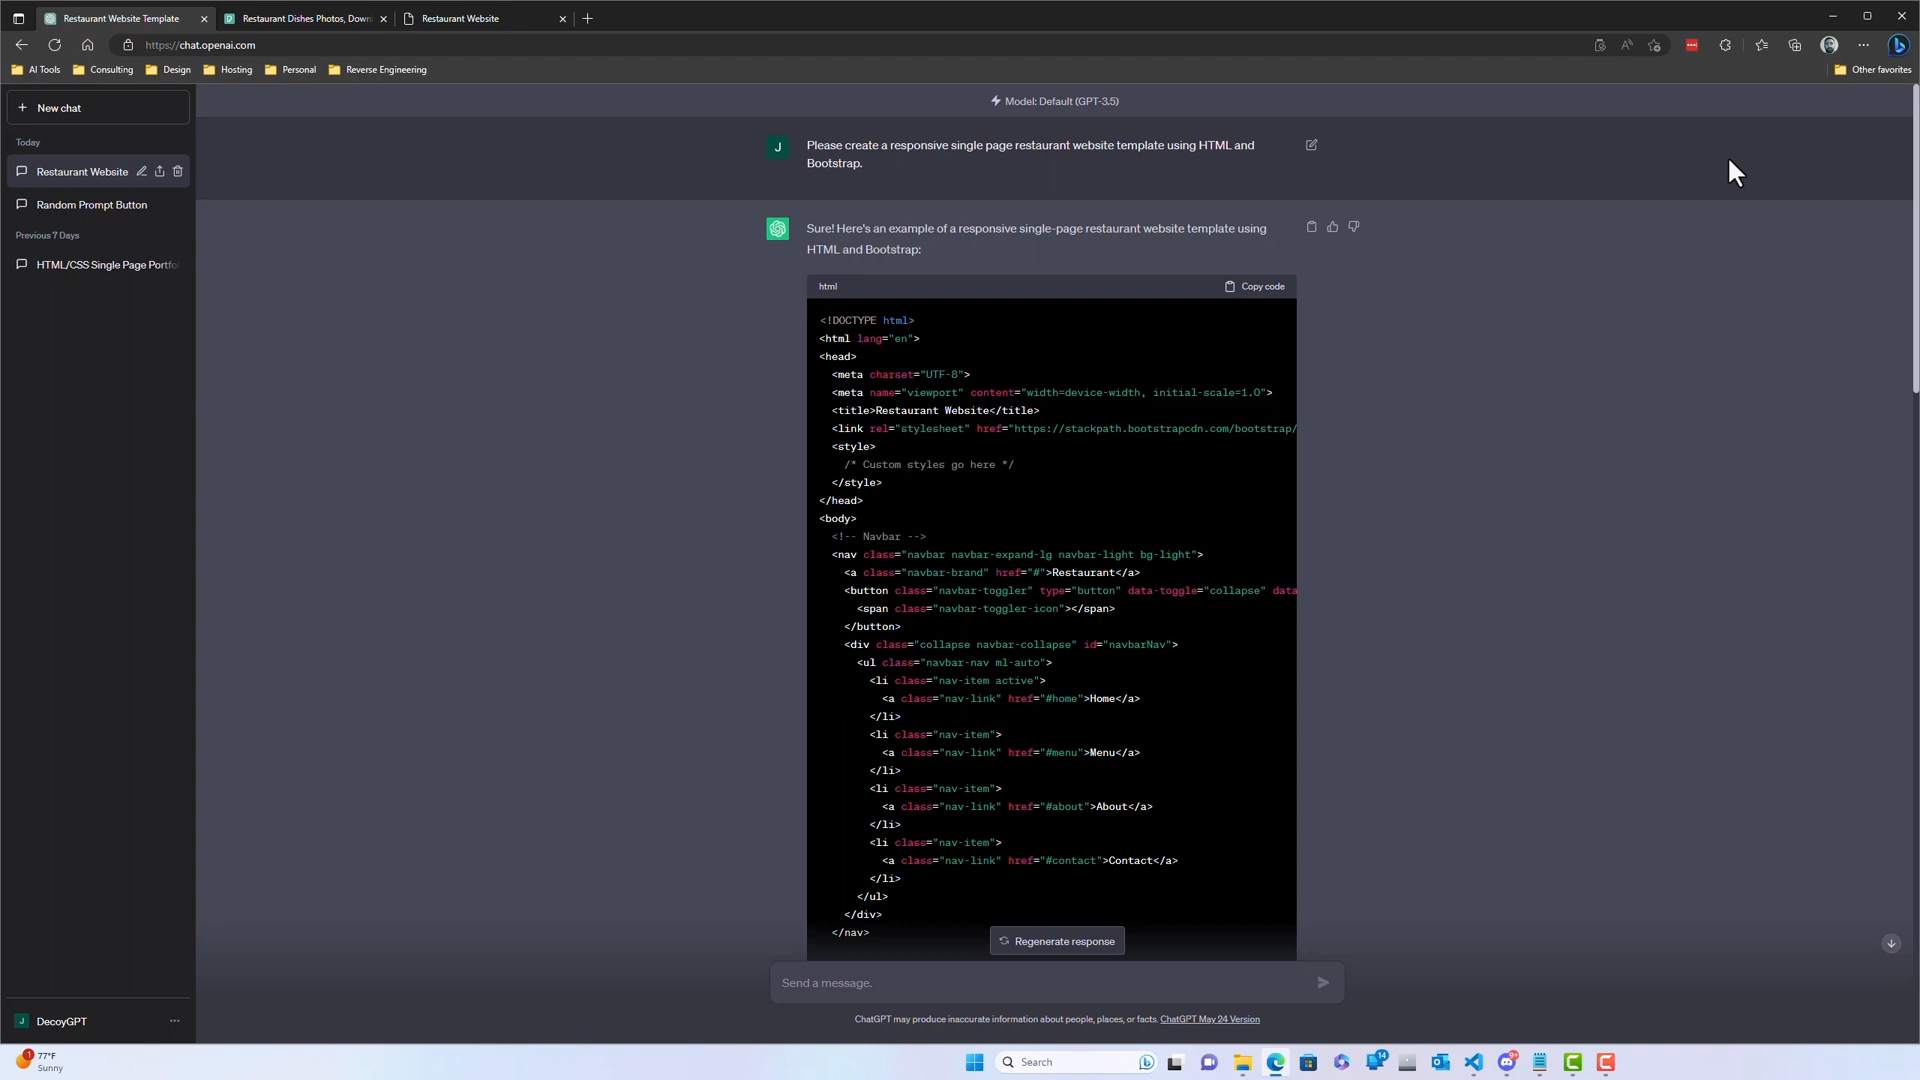 Restaurant Website Template
Restaurant Dishes Photos, Down
Restaurant Website
https://chat.openai.com
AI Tools
Consulting
Design
Hosting
Personal
Reverse Engineering
Other favorites
New chat
Today
Restaurant Website
Random Prompt Button
Previous 7 Days
HTML/CSS Single Page Portfo
DecoyGPT
Model: Default (GPT-3.5)
J
Please create a responsive single page restaurant website template using HTML and
Bootstrap.
Sure! Here's an example of a responsive single-page restaurant website template using
HTML and Bootstrap:
html
Copy code
<!DOCTYPE html>
<html lang="en">
<head>
<meta charset="UTF-8">
<meta name="viewport" content="width=device-width, initial-scale=1.0">
<title>Restaurant Website</title>
<link rel="stylesheet" href="https://stackpath.bootstrapcdn.com/bootstrap/
<style>
/* Custom styles go here */
</style>
</head>
<body>
<!-- Navbar -->
<nav class="navbar navbar-expand-lg navbar-light bg-light">
<a class="navbar-brand" href="#">Restaurant</a>
<button class="navbar-toggler" type="button" data-toggle="collapse" data
<span class="navbar-toggler-icon"></span>
</button>
<div class="collapse navbar-collapse" id="navbarNav">
<ul class="navbar-nav ml-auto">
<li class="nav-item active">
<a class="nav-link" href="#home">Home</a>
</li>
<li class="nav-item">
<a class="nav-link" href="#menu">Menu</a>
</li>
<li class="nav-item">
<a class="nav-link" href="#about">About</a>
</li>
<li class="nav-item">
<a class="nav-link" href="#contact">Contact</a>
</li>
</ul>
</div>
</nav>
Regenerate response
Send a message.
ChatGPT may produce inaccurate information about people, places, or facts. ChatGPT May 24 Version
J
1
77°F
Sunny
Search
14
9+